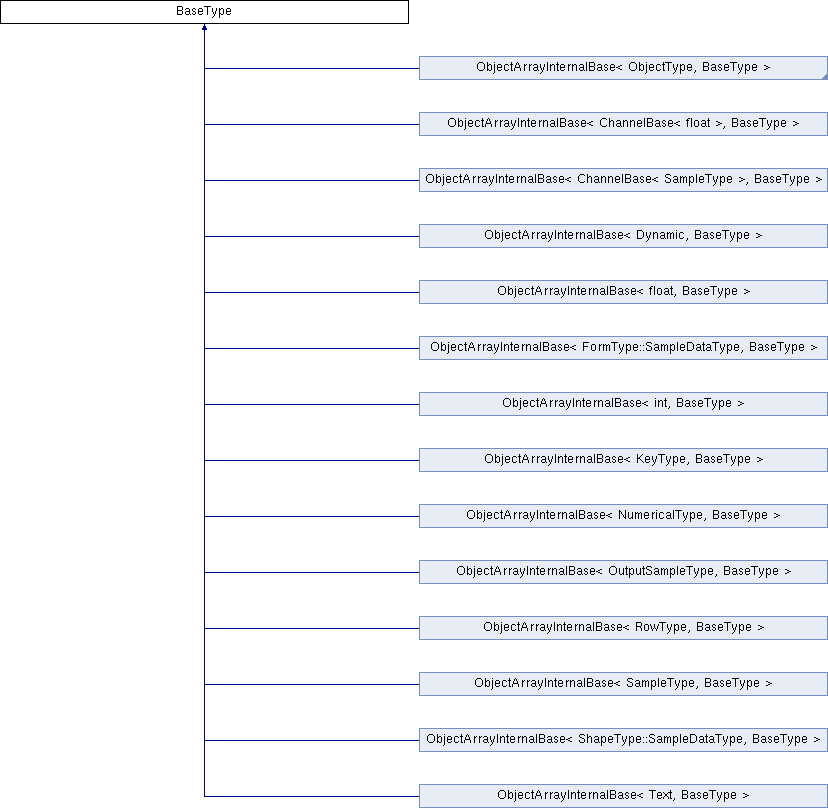 BaseType
ObjectArrayInternalBase< ObjectType, BaseType >
ObjectArrayInternalBase< ChannelBase< float >, BaseType >
ObjectArrayInternalBase< ChannelBase< SampleType >, BaseType >
ObjectArrayInternalBase< Dynamic, BaseType >
ObjectArrayInternalBase< float, BaseType >
ObjectArrayInternalBase< FormType::SampleDataType, BaseType >
ObjectArrayInternalBase< int, BaseType >
ObjectArrayInternalBase< KeyType, BaseType >
ObjectArrayInternalBase< NumericalType, BaseType >
ObjectArrayInternalBase< OutputSampleType, BaseType >
ObjectArrayInternalBase< RowType, BaseType >
ObjectArrayInternalBase< SampleType, BaseType >
ObjectArrayInternalBase< ShapeType::SampleDataType, BaseType >
ObjectArrayInternalBase< Text, BaseType >